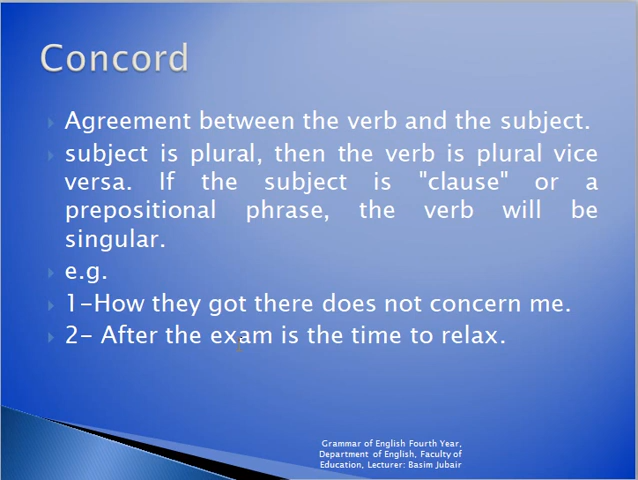 Concord
Agreement between the verb and the subject.
subject is plural, then the verb is plural vice
versa. If the subject is "clause" or a
prepositional phrase, the verb will be
singular.
e.g.
1-How they got there does not concern me.
2- After the exam is the time to relax.
Grammar of English Fourth Year,
Department of English, Faculty of
Education, Lecturer: Basim Jubair